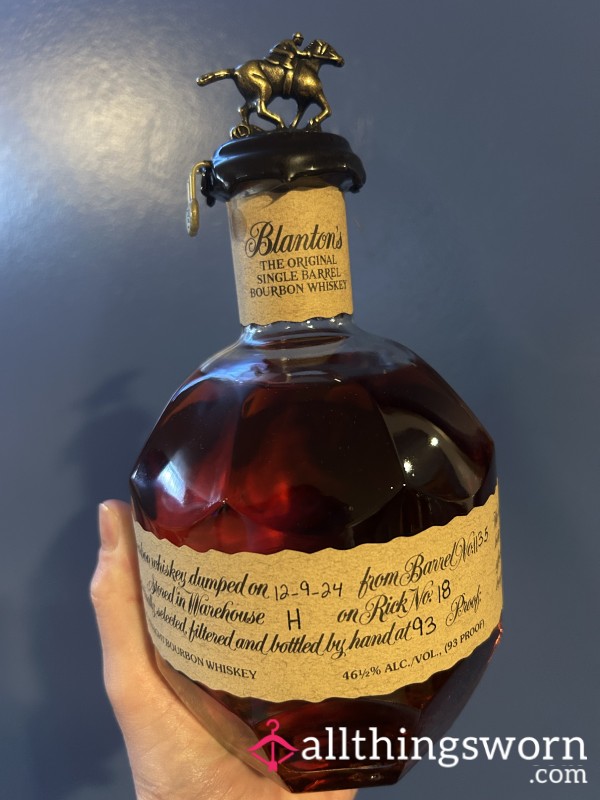 L
Blanton's
THE ORIGINAL
SINGLE BARREL
BOURBON WHISKEY
whiskey dumped on 12-9-24 from Barrel No. 1135
Stored in Warehouse H on Rick No. 18
selected, filtered and bottled by hand at 93 Proof.
BOURBON WHISKEY 46½% ALC./VOL., (93 PROOF)
allthingsworn
.com